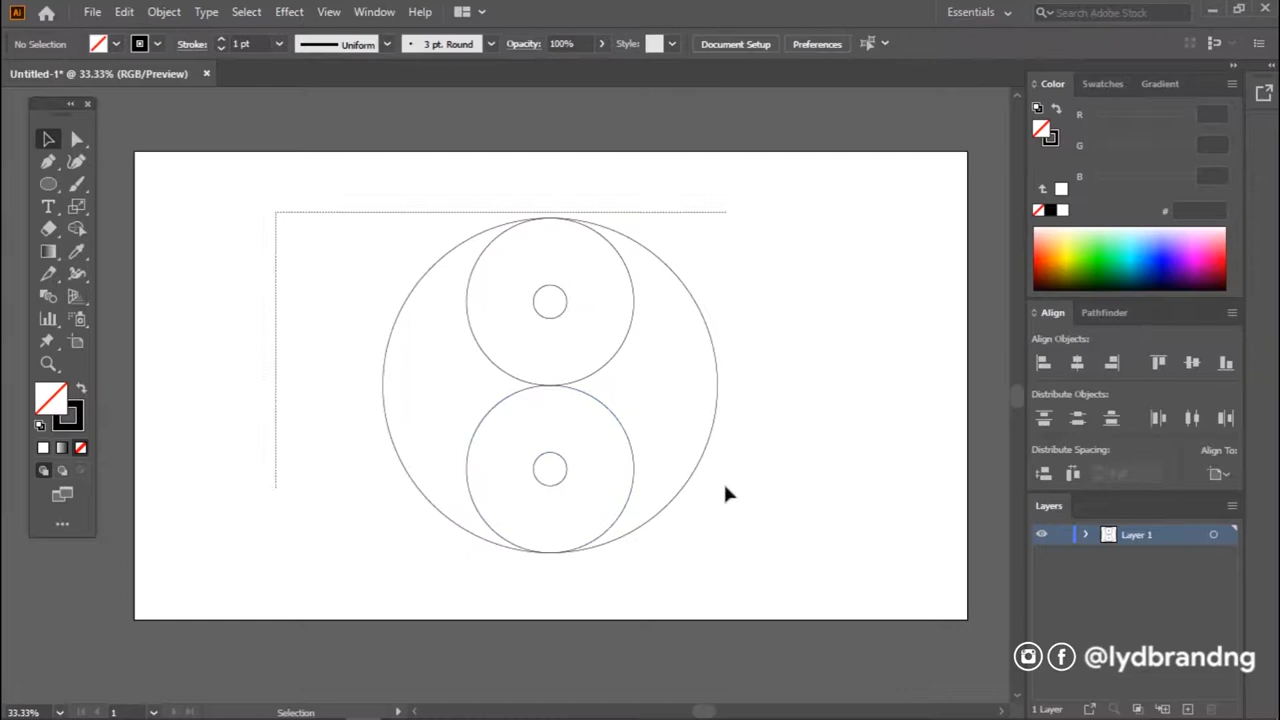 Ai File Edit Object Type Select Effect View Window Help Essentials Search Adobe Stock
No Selection Stroke: 1 pt Uniform 3 pt. Round Opacity: 100% Style: Document Setup Preferences
Untitled-1* @ 33.33% (RGB/Preview)
Color Swatches Gradient
R
G
B
#
Align Pathfinder
Align Objects:
Distribute Objects:
Distribute Spacing: Align To:
Layers
Layer 1
@lydbrandng
33.33% 1 Selection 1 Layer